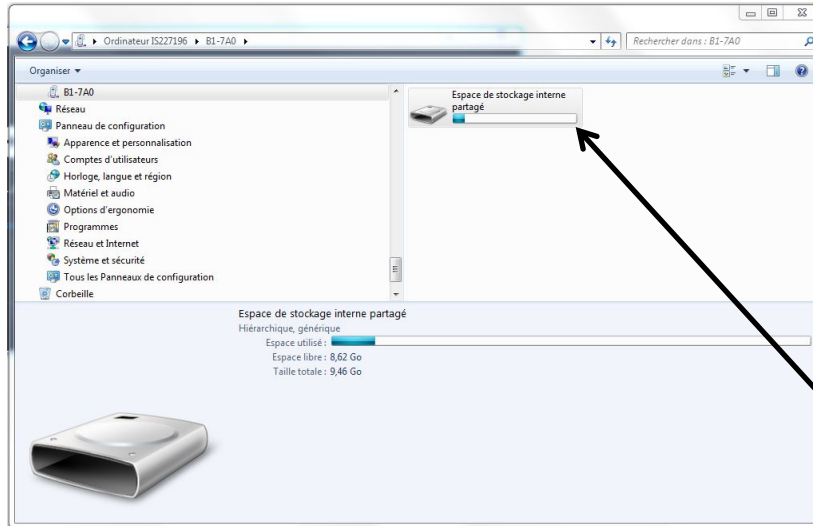 Ordinateur IS227196 ▸ B1-7A0 ▸
Rechercher dans : B1-7A0
Organiser
B1-7A0
Réseau
Panneau de configuration
Apparence et personnalisation
Comptes d'utilisateurs
Horloge, langue et région
Matériel et audio
Options d'ergonomie
Programmes
Réseau et Internet
Système et sécurité
Tous les Panneaux de configuration
Corbeille
Espace de stockage interne
partagé
Espace de stockage interne partagé
Hiérarchique, générique
Espace utilisé :
Espace libre : 8,62 Go
Taille totale : 9,46 Go